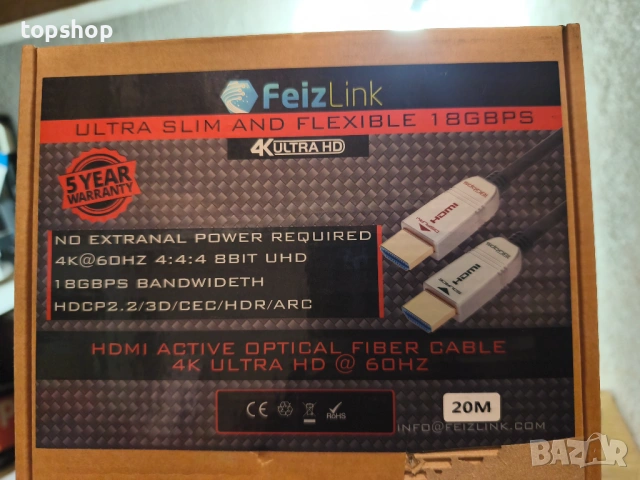 topshop
FeizLink
ULTRA SLIM AND FLEXIBLE 18GBPS
4K ULTRA HD
5 YEAR
WARRANTY
NO EXTRANAL POWER REQUIRED
4K@60HZ 4:4:4 8BIT UHD
18GBPS BANDWIDETH
HDCP2.2/3D/CEC/HDR/ARC
HDMI
HDMI
HDMI ACTIVE OPTICAL FIBER CABLE
4K ULTRA HD @ 60HZ
CE
RoHS
20M
INFO@FEIZLINK.COM
BAZAR